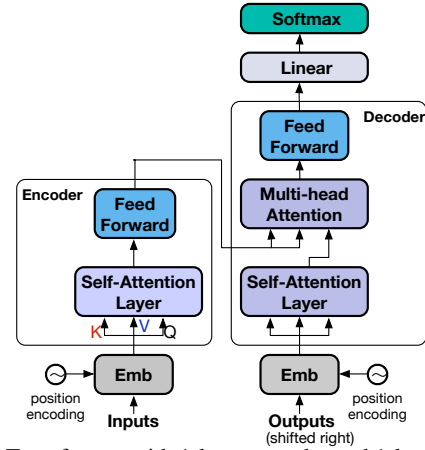 Softmax
Linear
Decoder
Feed
Forward
Multi-head
Attention
Encoder
Feed
Forward
Self-Attention
Layer
K
V
Q
Self-Attention
Layer
Emb
position
encoding
Inputs
Emb
position
encoding
Outputs
(shifted right)